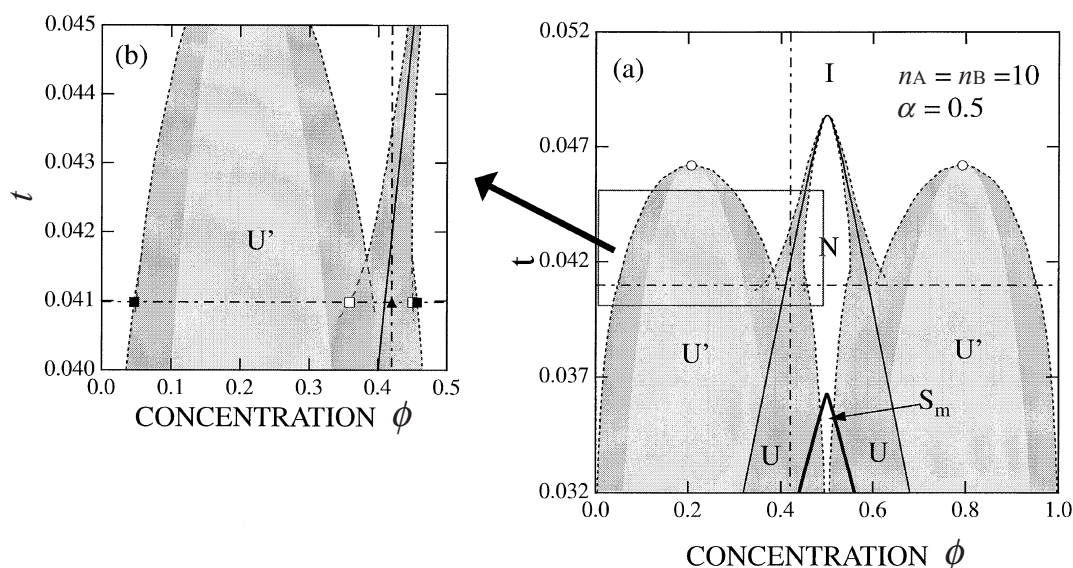 (b)
0.045
0.044
0.043
0.042
0.041
0.040
t
U'
0.0 0.1 0.2 0.3 0.4 0.5
CONCENTRATION ϕ
(a)
0.052
0.047
0.042
0.037
0.032
t
I
nA = nB = 10
α = 0.5
N
U'
U'
Sm
U
U
0.0 0.2 0.4 0.6 0.8 1.0
CONCENTRATION ϕ